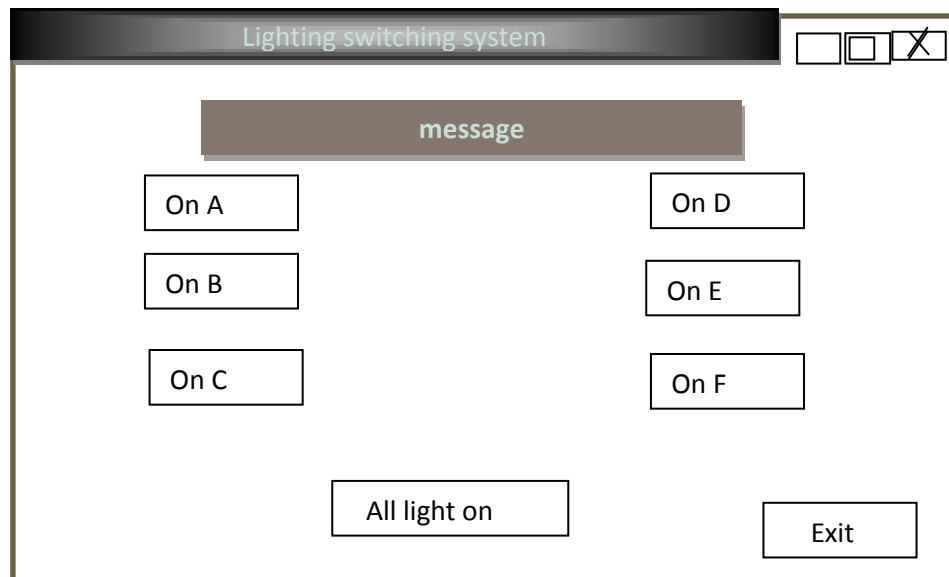 Lighting switching system
message
On A
On D
On B
On E
On C
On F
All light on
Exit